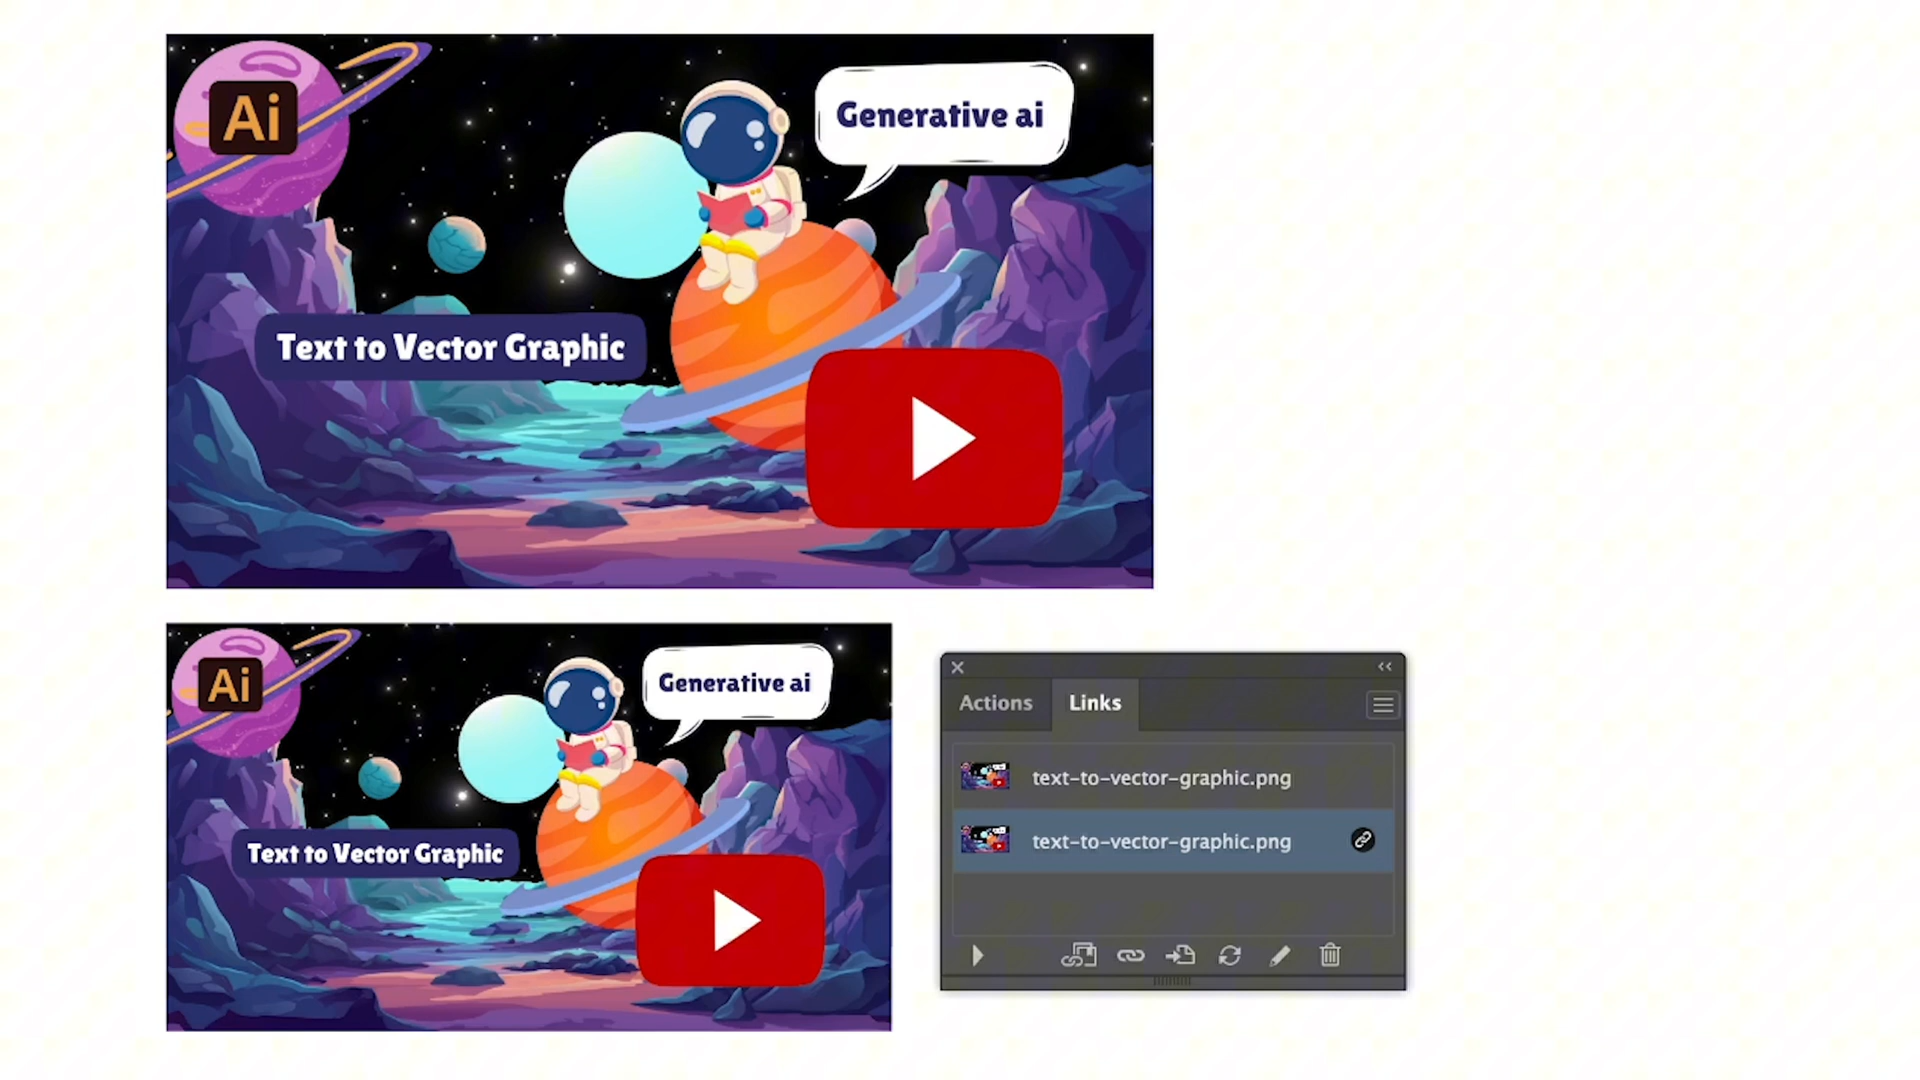 Ai
Generative ai
Text to Vector Graphic
Ai
Generative ai
Text to Vector Graphic
Actions
Links
text-to-vector-graphic.png
text-to-vector-graphic.png